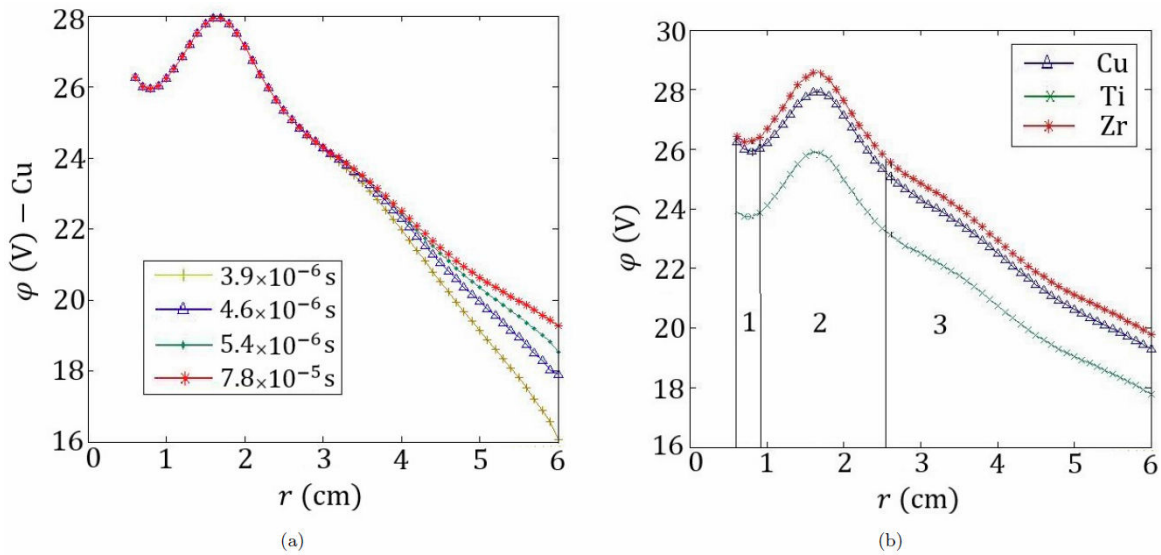 28
26
24
22
20
18
16
φ (V) − Cu
3.9×10⁻⁶ s
4.6×10⁻⁶ s
5.4×10⁻⁶ s
7.8×10⁻⁵ s
0 1 2 3 4 5 6
r (cm)
(a)
30
28
26
24
22
20
18
16
φ (V)
Cu
Ti
Zr
1 2 3
0 1 2 3 4 5 6
r (cm)
(b)